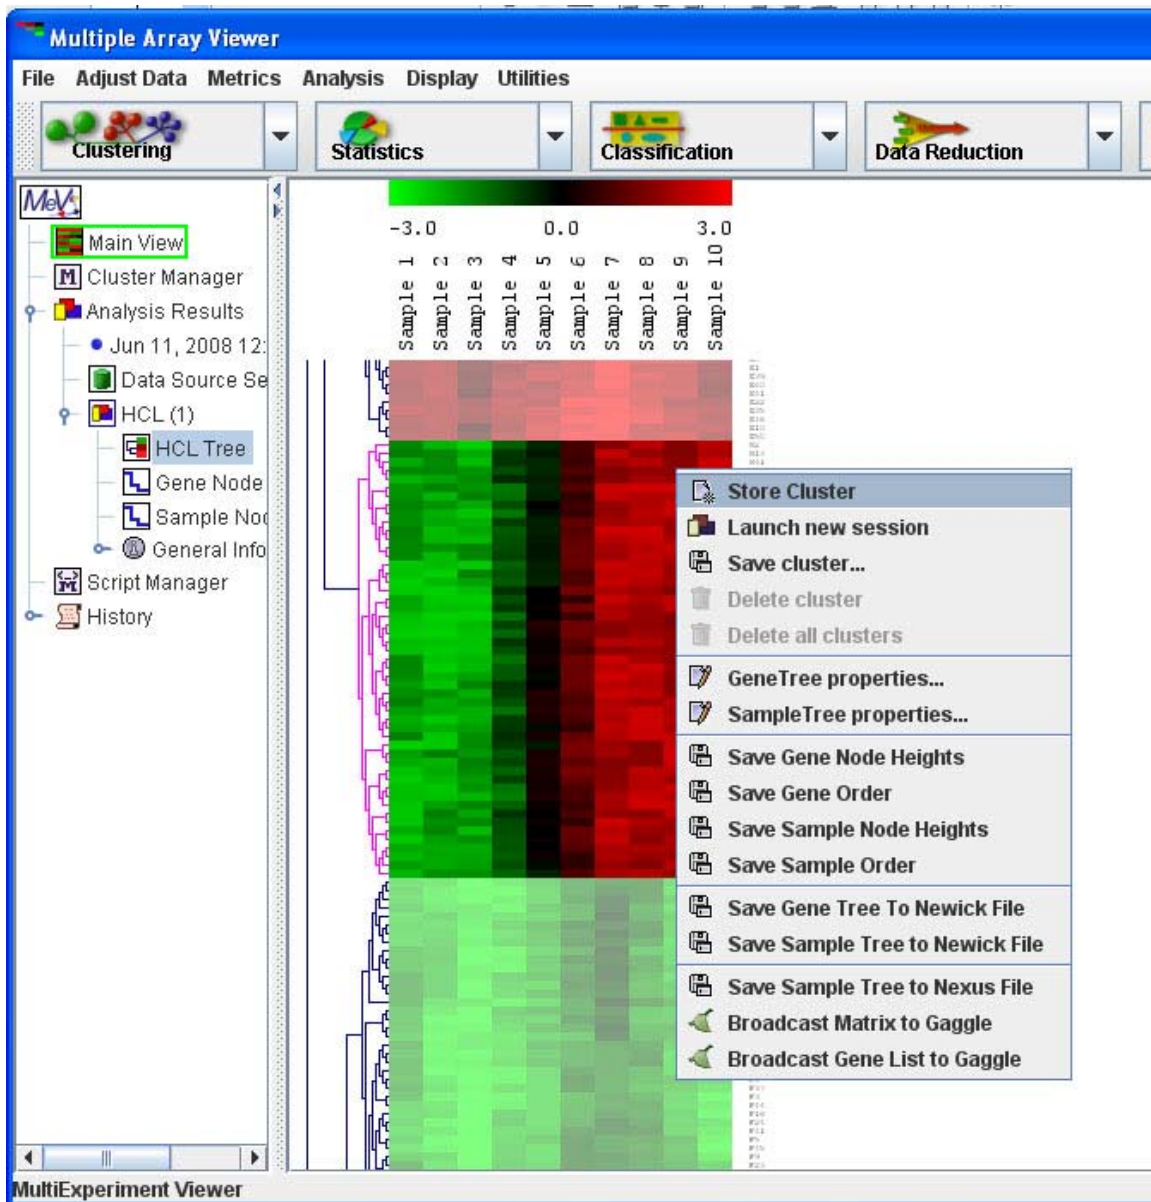 Multiple Array Viewer
File Adjust Data Metrics Analysis Display Utilities
Clustering Statistics Classification Data Reduction
MeV
Main View
Cluster Manager
Analysis Results
Jun 11, 2008 12:
Data Source Se
HCL (1)
HCL Tree
Gene Node
Sample Noc
General Info
Script Manager
History
-3.0 0.0 3.0
Sample 1
Sample 2
Sample 3
Sample 4
Sample 5
Sample 6
Sample 7
Sample 8
Sample 9
Sample 10
Store Cluster
Launch new session
Save cluster...
Delete cluster
Delete all clusters
GeneTree properties...
SampleTree properties...
Save Gene Node Heights
Save Gene Order
Save Sample Node Heights
Save Sample Order
Save Gene Tree To Newick File
Save Sample Tree to Newick File
Save Sample Tree to Nexus File
Broadcast Matrix to Gaggle
Broadcast Gene List to Gaggle
MultiExperiment Viewer